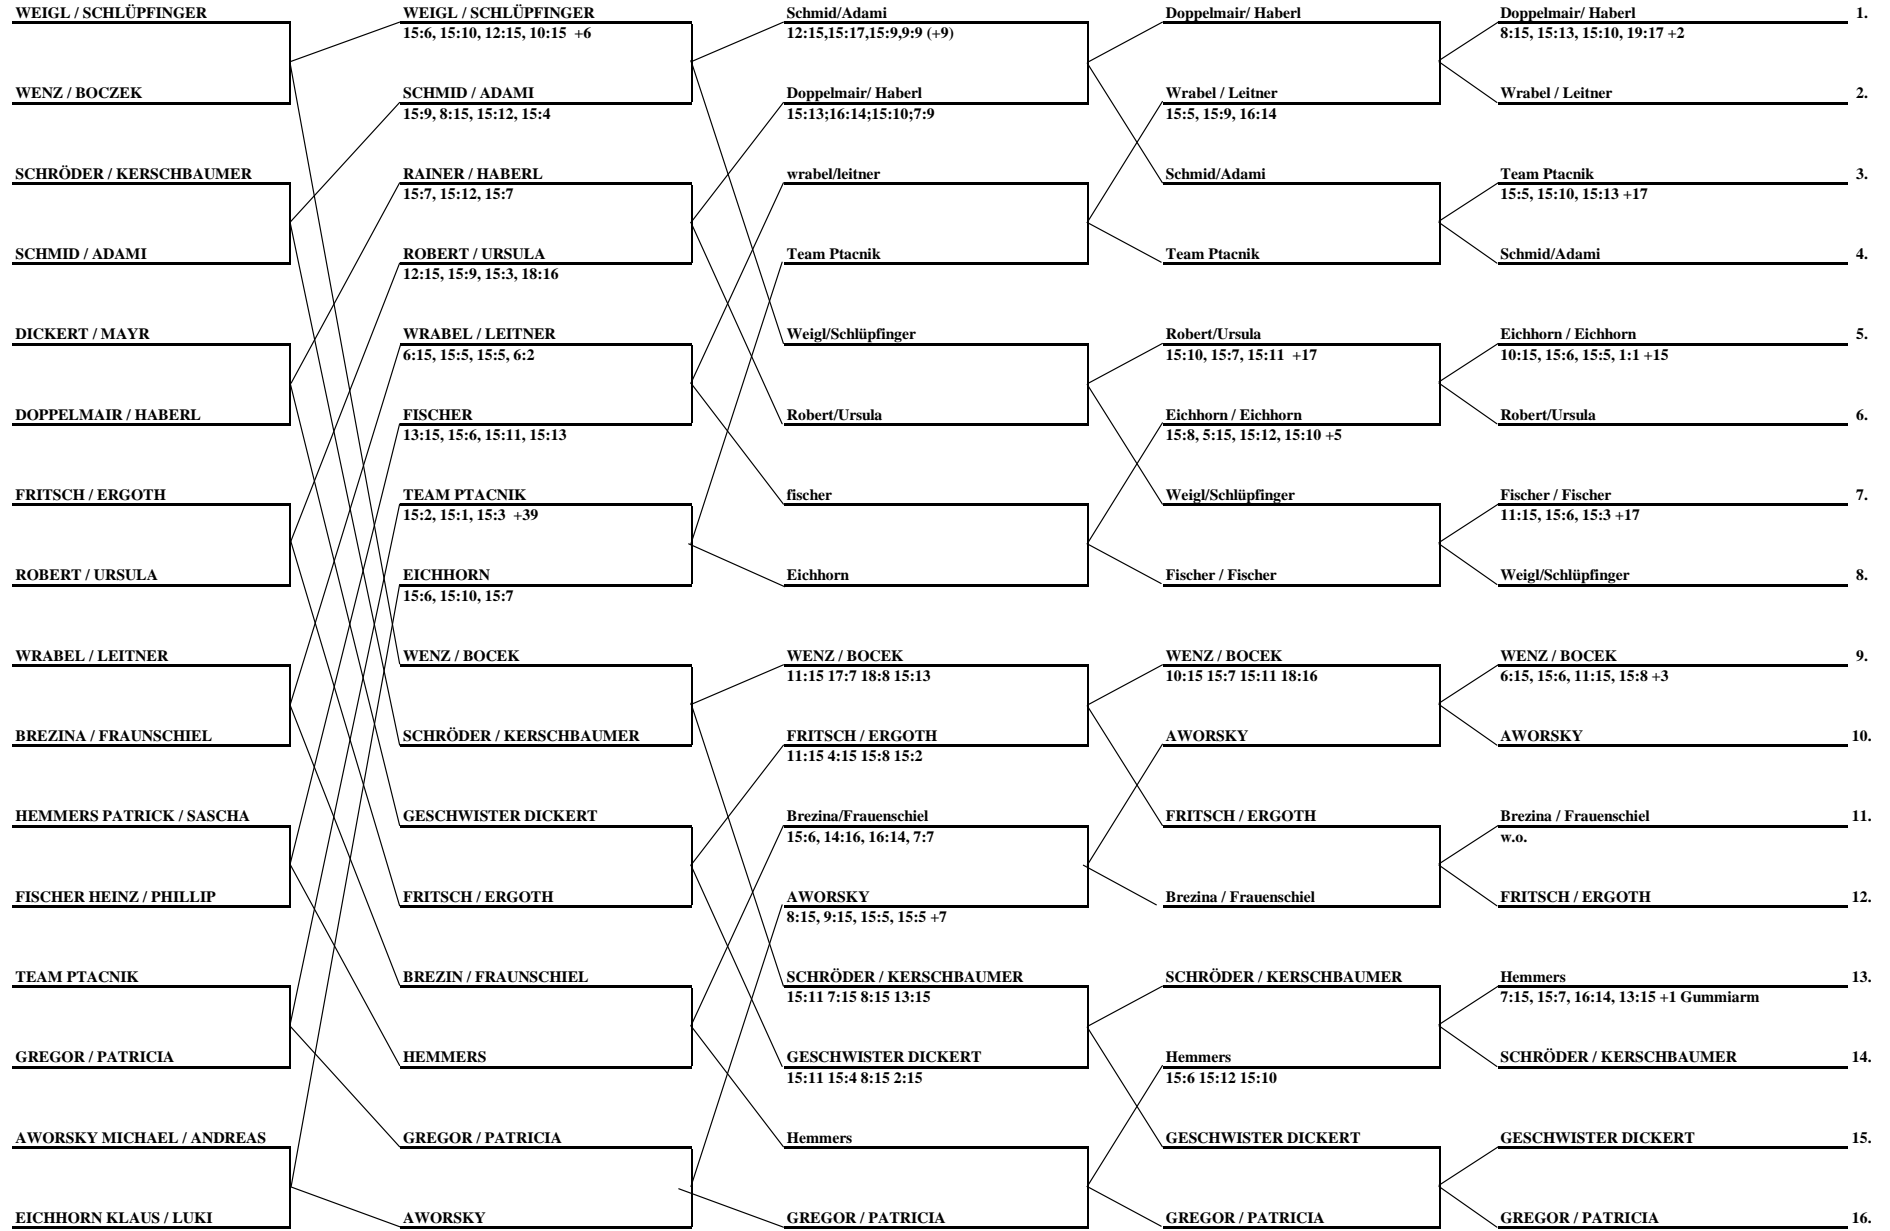 WEIGL / SCHLÜPFINGER
WENZ / BOCZEK
SCHRÖDER / KERSCHBAUMER
SCHMID / ADAMI
DICKERT / MAYR
DOPPELMAIR / HABERL
FRITSCH / ERGOTH
ROBERT / URSULA
WRABEL / LEITNER
BREZINA / FRAUNSCHIEL
HEMMERS PATRICK / SASCHA
FISCHER HEINZ / PHILLIP
TEAM PTACNIK
GREGOR / PATRICIA
AWORSKY MICHAEL / ANDREAS
EICHHORN KLAUS / LUKI
WEIGL / SCHLÜPFINGER
15:6, 15:10, 12:15, 10:15 +6
SCHMID / ADAMI
15:9, 8:15, 15:12, 15:4
RAINER / HABERL
15:7, 15:12, 15:7
ROBERT / URSULA
12:15, 15:9, 15:3, 18:16
WRABEL / LEITNER
6:15, 15:5, 15:5, 6:2
FISCHER
13:15, 15:6, 15:11, 15:13
TEAM PTACNIK
15:2, 15:1, 15:3 +39
EICHHORN
15:6, 15:10, 15:7
WENZ / BOCEK
SCHRÖDER / KERSCHBAUMER
GESCHWISTER DICKERT
FRITSCH / ERGOTH
BREZIN / FRAUNSCHIEL
HEMMERS
GREGOR / PATRICIA
AWORSKY
Schmid/Adami
12:15,15:17,15:9,9:9 (+9)
Doppelmair/ Haberl
15:13;16:14;15:10;7:9
wrabel/leitner
Team Ptacnik
Weigl/Schlüpfinger
Robert/Ursula
fischer
Eichhorn
WENZ / BOCEK
11:15 17:7 18:8 15:13
FRITSCH / ERGOTH
11:15 4:15 15:8 15:2
Brezina/Frauenschiel
15:6, 14:16, 16:14, 7:7
AWORSKY
8:15, 9:15, 15:5, 15:5 +7
SCHRÖDER / KERSCHBAUMER
15:11 7:15 8:15 13:15
GESCHWISTER DICKERT
15:11 15:4 8:15 2:15
Hemmers
GREGOR / PATRICIA
Doppelmair/ Haberl
Wrabel / Leitner
15:5, 15:9, 16:14
Schmid/Adami
Team Ptacnik
Robert/Ursula
15:10, 15:7, 15:11 +17
Eichhorn / Eichhorn
15:8, 5:15, 15:12, 15:10 +5
Weigl/Schlüpfinger
Fischer / Fischer
WENZ / BOCEK
10:15 15:7 15:11 18:16
AWORSKY
FRITSCH / ERGOTH
Brezina / Frauenschiel
SCHRÖDER / KERSCHBAUMER
Hemmers
15:6 15:12 15:10
GESCHWISTER DICKERT
GREGOR / PATRICIA
Doppelmair/ Haberl 1.
8:15, 15:13, 15:10, 19:17 +2
Wrabel / Leitner 2.
Team Ptacnik 3.
15:5, 15:10, 15:13 +17
Schmid/Adami 4.
Eichhorn / Eichhorn 5.
10:15, 15:6, 15:5, 1:1 +15
Robert/Ursula 6.
Fischer / Fischer 7.
11:15, 15:6, 15:3 +17
Weigl/Schlüpfinger 8.
WENZ / BOCEK 9.
6:15, 15:6, 11:15, 15:8 +3
AWORSKY 10.
Brezina / Frauenschiel 11.
w.o.
FRITSCH / ERGOTH 12.
Hemmers 13.
7:15, 15:7, 16:14, 13:15 +1 Gummiarm
SCHRÖDER / KERSCHBAUMER 14.
GESCHWISTER DICKERT 15.
GREGOR / PATRICIA 16.